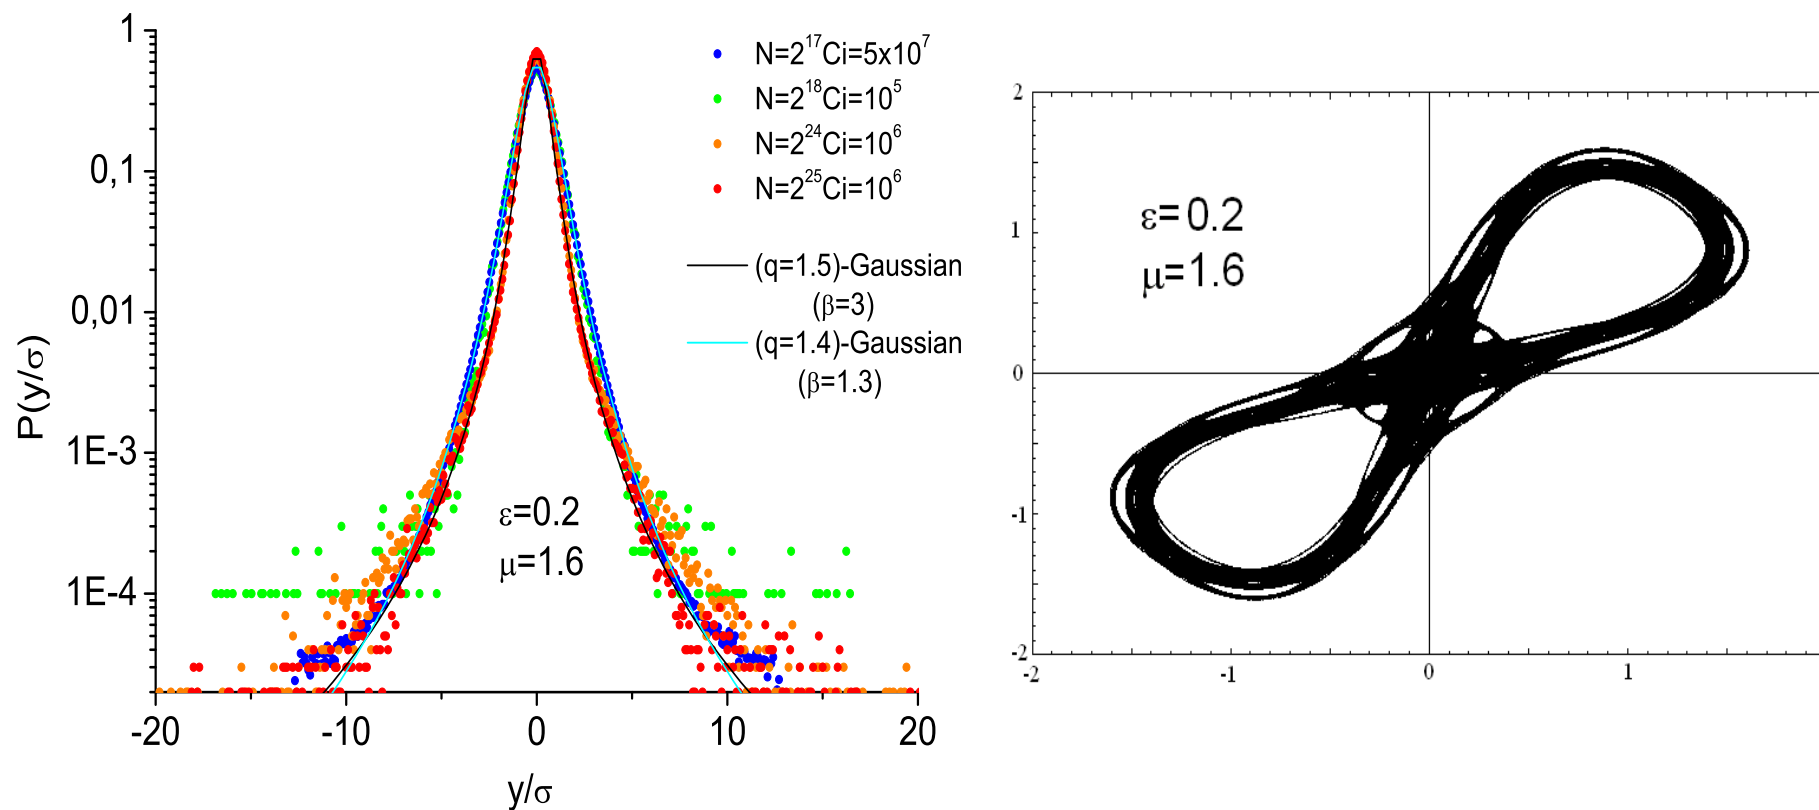 1
0,1
0,01
1E-3
1E-4
P(y/σ)
-20
-10
0
10
20
y/σ
N=2¹⁷Ci=5x10⁷
N=2¹⁸Ci=10⁵
N=2²⁴Ci=10⁶
N=2²⁵Ci=10⁶
(q=1.5)-Gaussian
(β=3)
(q=1.4)-Gaussian
(β=1.3)
ε=0.2
μ=1.6
2
1
0
-1
-2
-2
-1
0
1
ε=0.2
μ=1.6